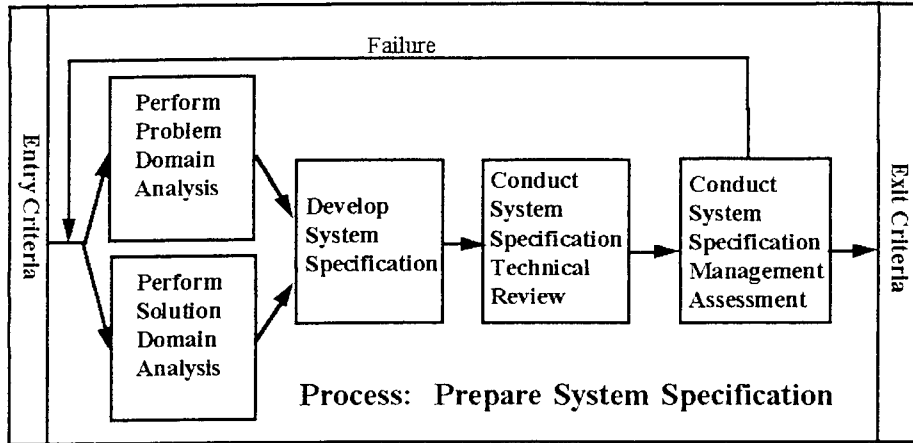 Failure
Entry Criteria
Perform
Problem
Domain
Analysis
Perform
Solution
Domain
Analysis
Develop
System
Specification
Conduct
System
Specification
Technical
Review
Conduct
System
Specification
Management
Assessment
Exit Criteria
Process: Prepare System Specification